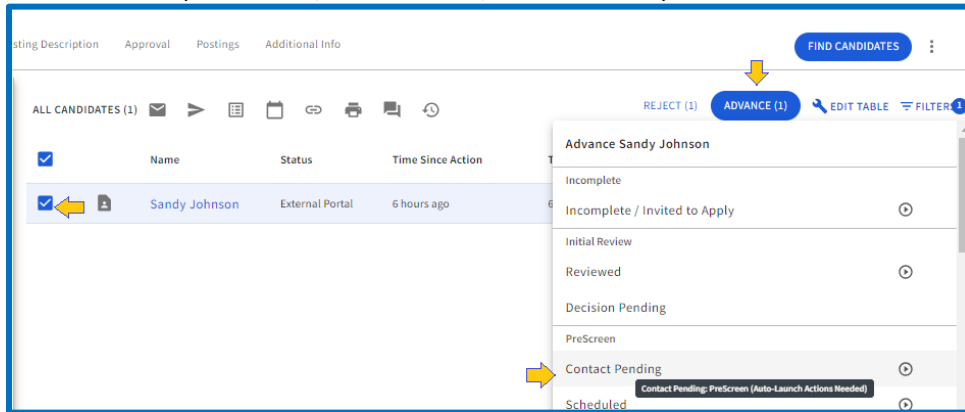 sting Description Approval Postings Additional Info FIND CANDIDATES
ALL CANDIDATES (1) REJECT (1) ADVANCE (1) EDIT TABLE FILTERS 1
Advance Sandy Johnson
Name Status Time Since Action T
Incomplete
Sandy Johnson External Portal 6 hours ago 6
Incomplete / Invited to Apply
Initial Review
Reviewed
Decision Pending
PreScreen
Contact Pending
Contact Pending: PreScreen (Auto-Launch Actions Needed)
Scheduled